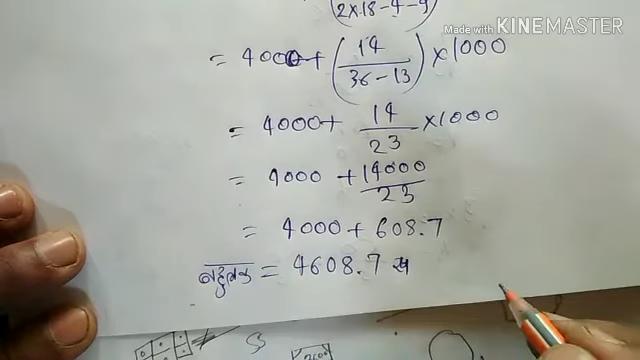 (2×18-4-9)
Made with KINEMASTER
= 4000 + (14 / 36-13) × 1000
= 4000 + 14/23 × 1000
= 4000 + 14000/23
= 4000 + 608.7
बहुलक = 4608.7